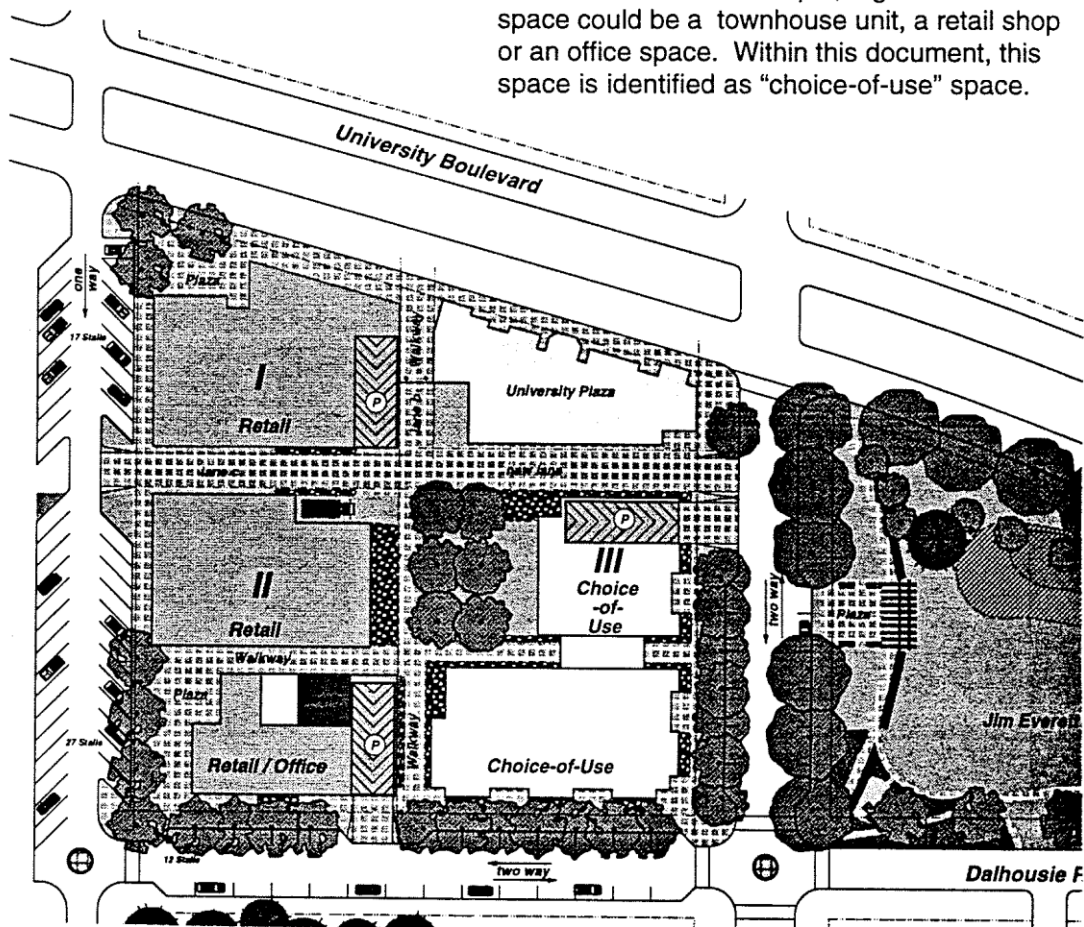 space could be a townhouse unit, a retail shop
or an office space. Within this document, this
space is identified as “choice-of-use” space.
University Boulevard
one
way
Plaza
17 Stalls
I
Retail
P
Walkway
University Plaza
new lane
II
Retail
P
III
Choice
-of-
Use
two way
Plaza
Walkway
Plaza
Jim Everett
27 Stalls
Retail / Office
P
Walkway
Choice-of-Use
12 Stalls
two way
Dalhousie